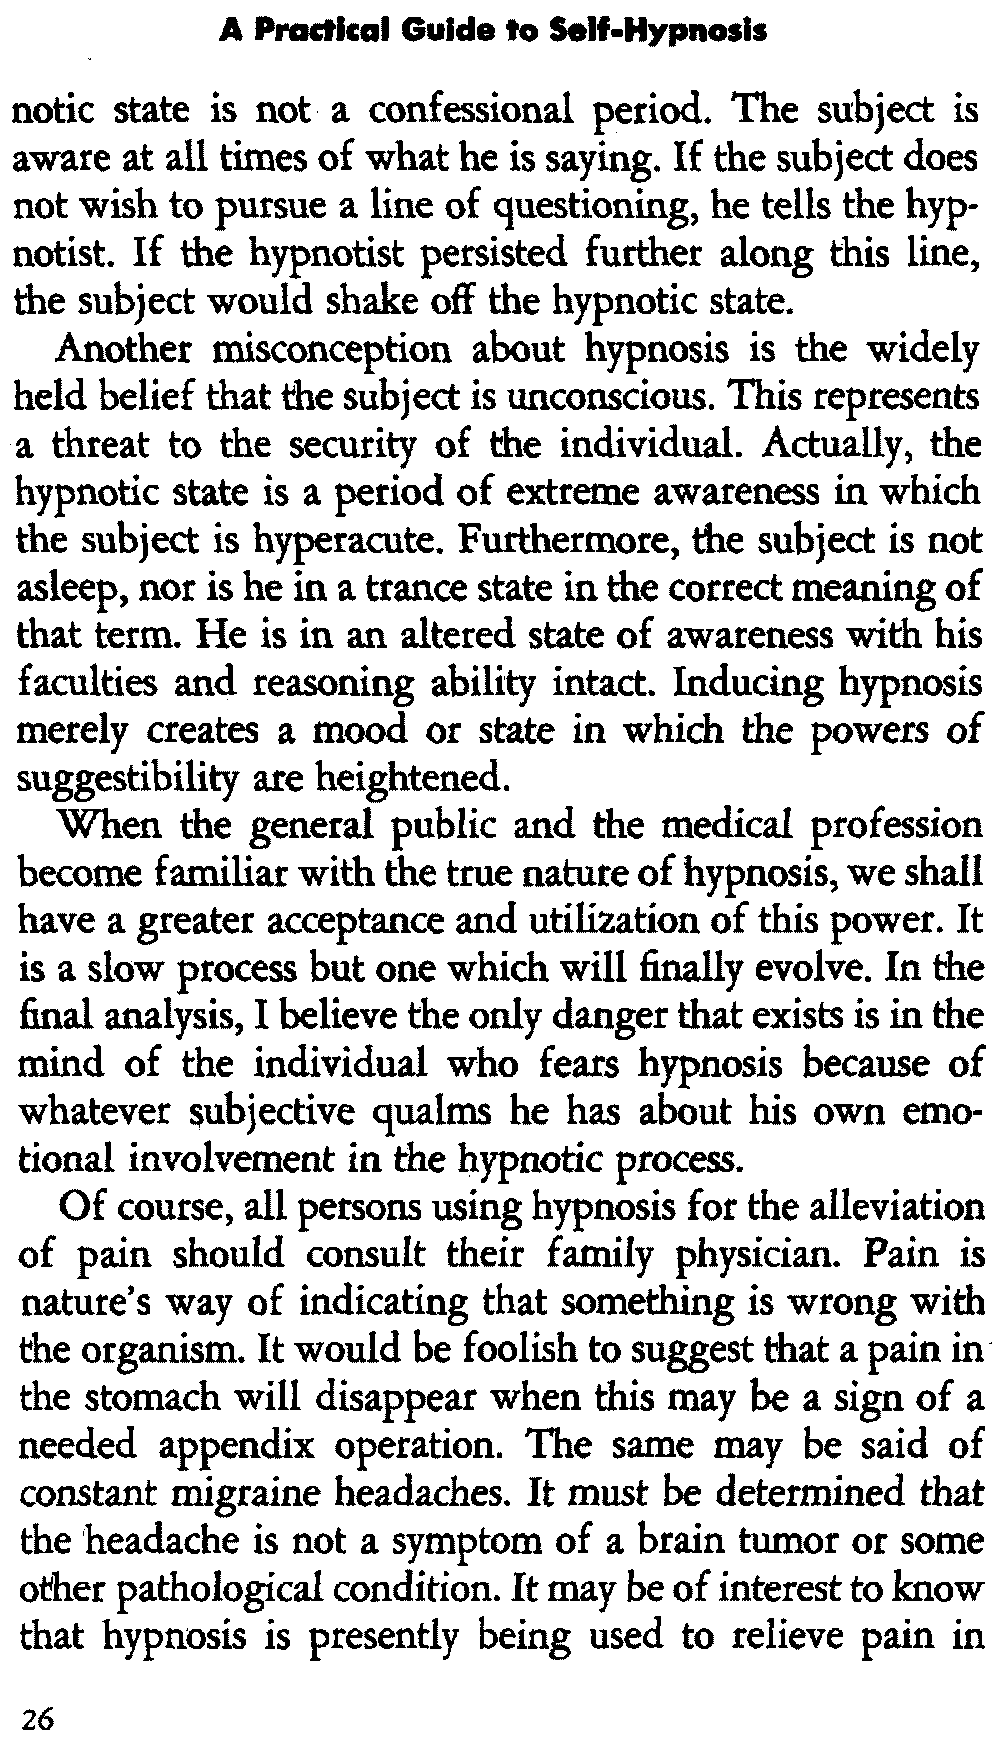 A Practical Guide to Self-Hypnosis
notic state is not a confessional period. The subject is
aware at all times of what he is saying. If the subject does
not wish to pursue a line of questioning, he tells the hyp-
notist. If the hypnotist persisted further along this line,
the subject would shake off the hypnotic state.
Another misconception about hypnosis is the widely
held belief that the subject is unconscious. This represents
a threat to the security of the individual. Actually, the
hypnotic state is a period of extreme awareness in which
the subject is hyperacute. Furthermore, the subject is not
asleep, nor is he in a trance state in the correct meaning of
that term. He is in an altered state of awareness with his
faculties and reasoning ability intact. Inducing hypnosis
merely creates a mood or state in which the powers of
suggestibility are heightened.
When the general public and the medical profession
become familiar with the true nature of hypnosis, we shall
have a greater acceptance and utilization of this power. It
is a slow process but one which will finally evolve. In the
final analysis, I believe the only danger that exists is in the
mind of the individual who fears hypnosis because of
whatever subjective qualms he has about his own emo-
tional involvement in the hypnotic process.
Of course, all persons using hypnosis for the alleviation
of pain should consult their family physician. Pain is
nature's way of indicating that something is wrong with
the organism. It would be foolish to suggest that a pain in
the stomach will disappear when this may be a sign of a
needed appendix operation. The same may be said of
constant migraine headaches. It must be determined that
the headache is not a symptom of a brain tumor or some
other pathological condition. It may be of interest to know
that hypnosis is presently being used to relieve pain in
26